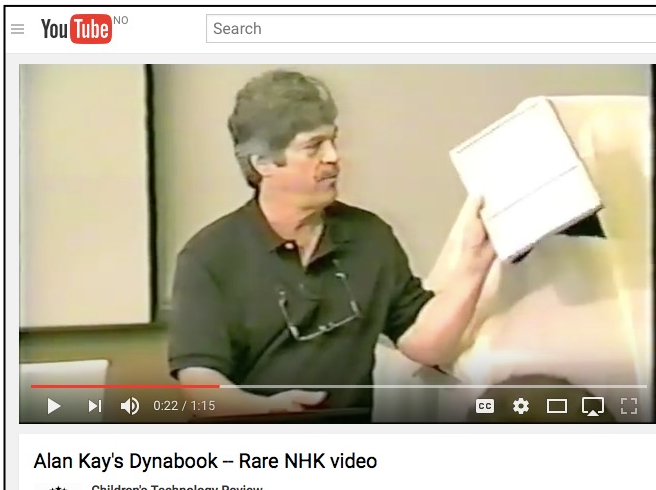 YouTube NO
Search
0:22 / 1:15
CC
Alan Kay's Dynabook -- Rare NHK video
Children's Technology Review